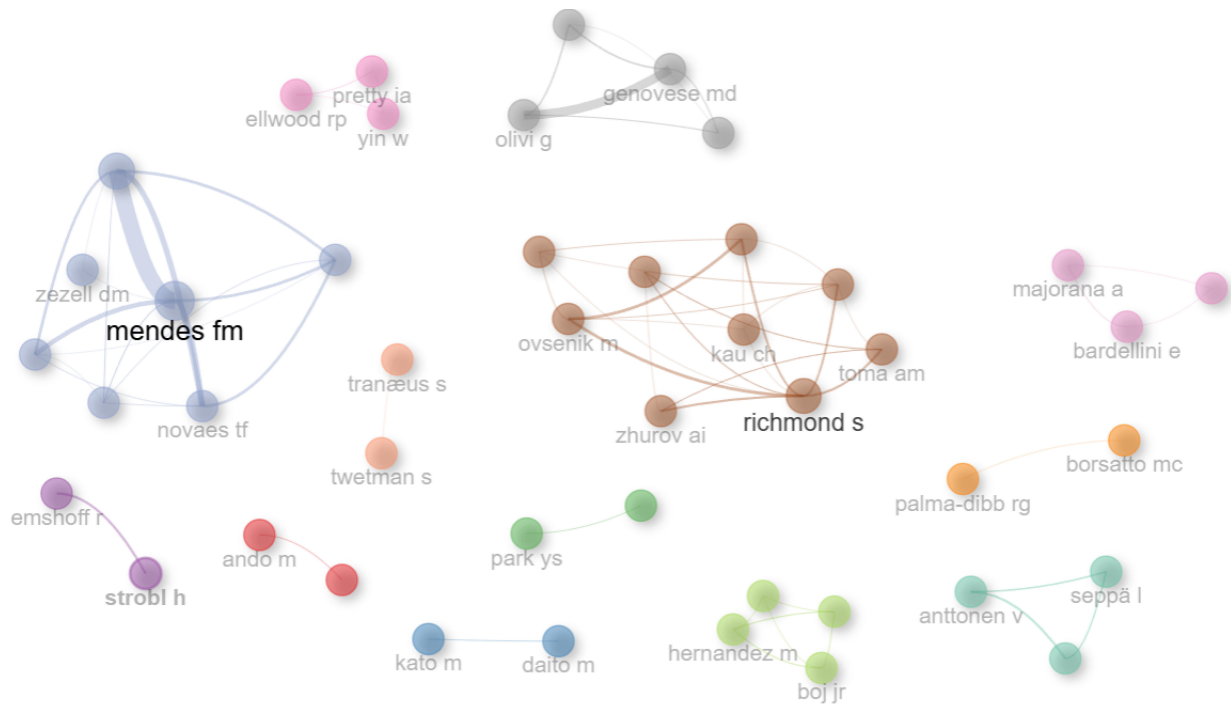 pretty ia
genovese md
ellwood rp
yin w
olivi g
zezell dm
majorana a
mendes fm
ovsenik m
kau ch
bardellini e
toma am
tranæus s
novaes tf
richmond s
zhurov ai
borsatto mc
twetman s
palma-dibb rg
emshoff r
ando m
park ys
strobl h
seppä l
anttonen v
hernandez m
kato m
daito m
boj jr